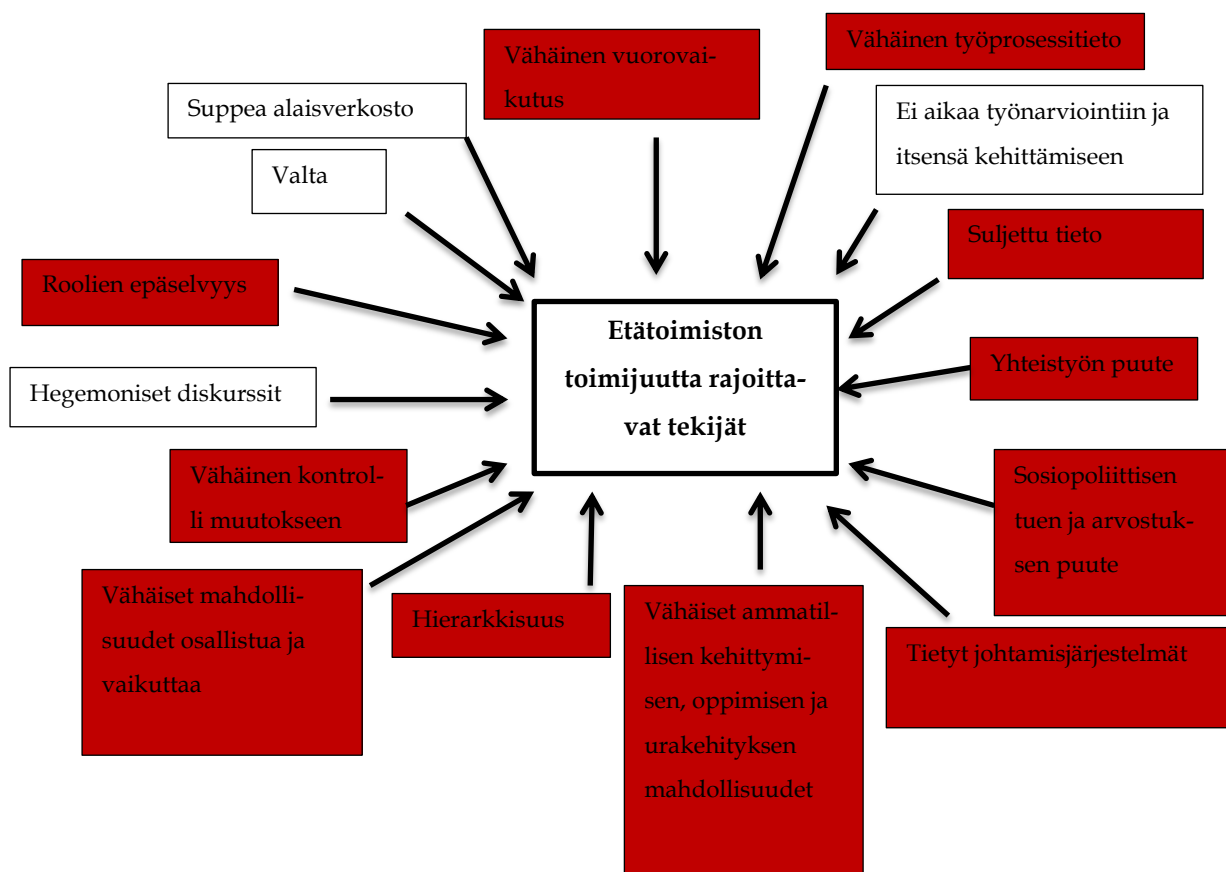 Vähäinen vuorovai-
kutus
Vähäinen työprosessitieto
Suppea alaisverkosto
Ei aikaa työnarviointiin ja
itsensä kehittämiseen
Valta
Suljettu tieto
Roolien epäselvyys
Etätoimiston
toimijuutta rajoitta-
vat tekijät
Yhteistyön puute
Hegemoniset diskurssit
Vähäinen kontrol-
li muutokseen
Sosiopoliittisen
tuen ja arvostuk-
sen puute
Vähäiset mahdolli-
suudet osallistua ja
vaikuttaa
Hierarkkisuus
Vähäiset ammatil-
lisen kehittymi-
sen, oppimisen ja
urakehityksen
mahdollisuudet
Tietyt johtamisjärjestelmät